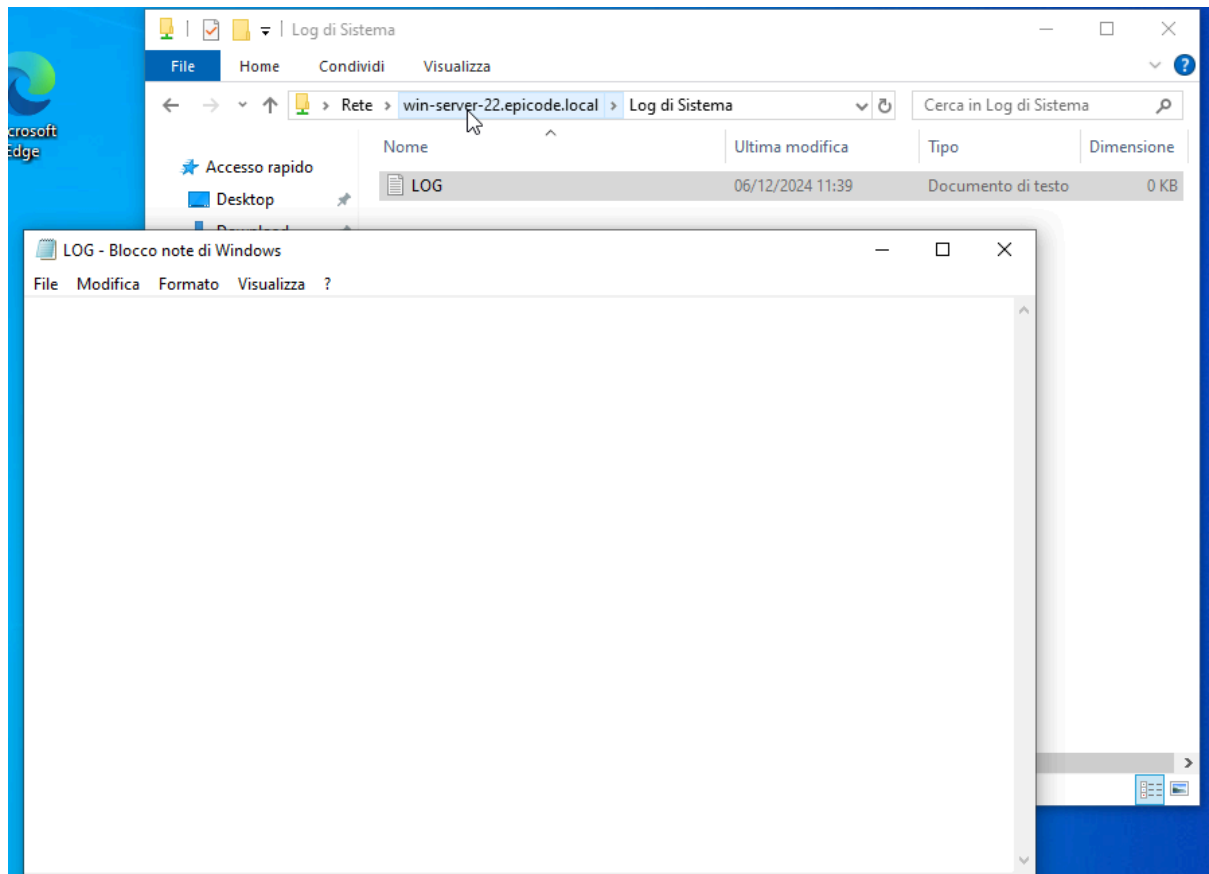 Log di Sistema
File Home Condividi Visualizza
Rete > win-server-22.epicode.local > Log di Sistema Cerca in Log di Sistema
crosoft
Edge
Nome Ultima modifica Tipo Dimensione
Accesso rapido
LOG 06/12/2024 11:39 Documento di testo 0 KB
Desktop
Download
LOG - Blocco note di Windows
File Modifica Formato Visualizza ?